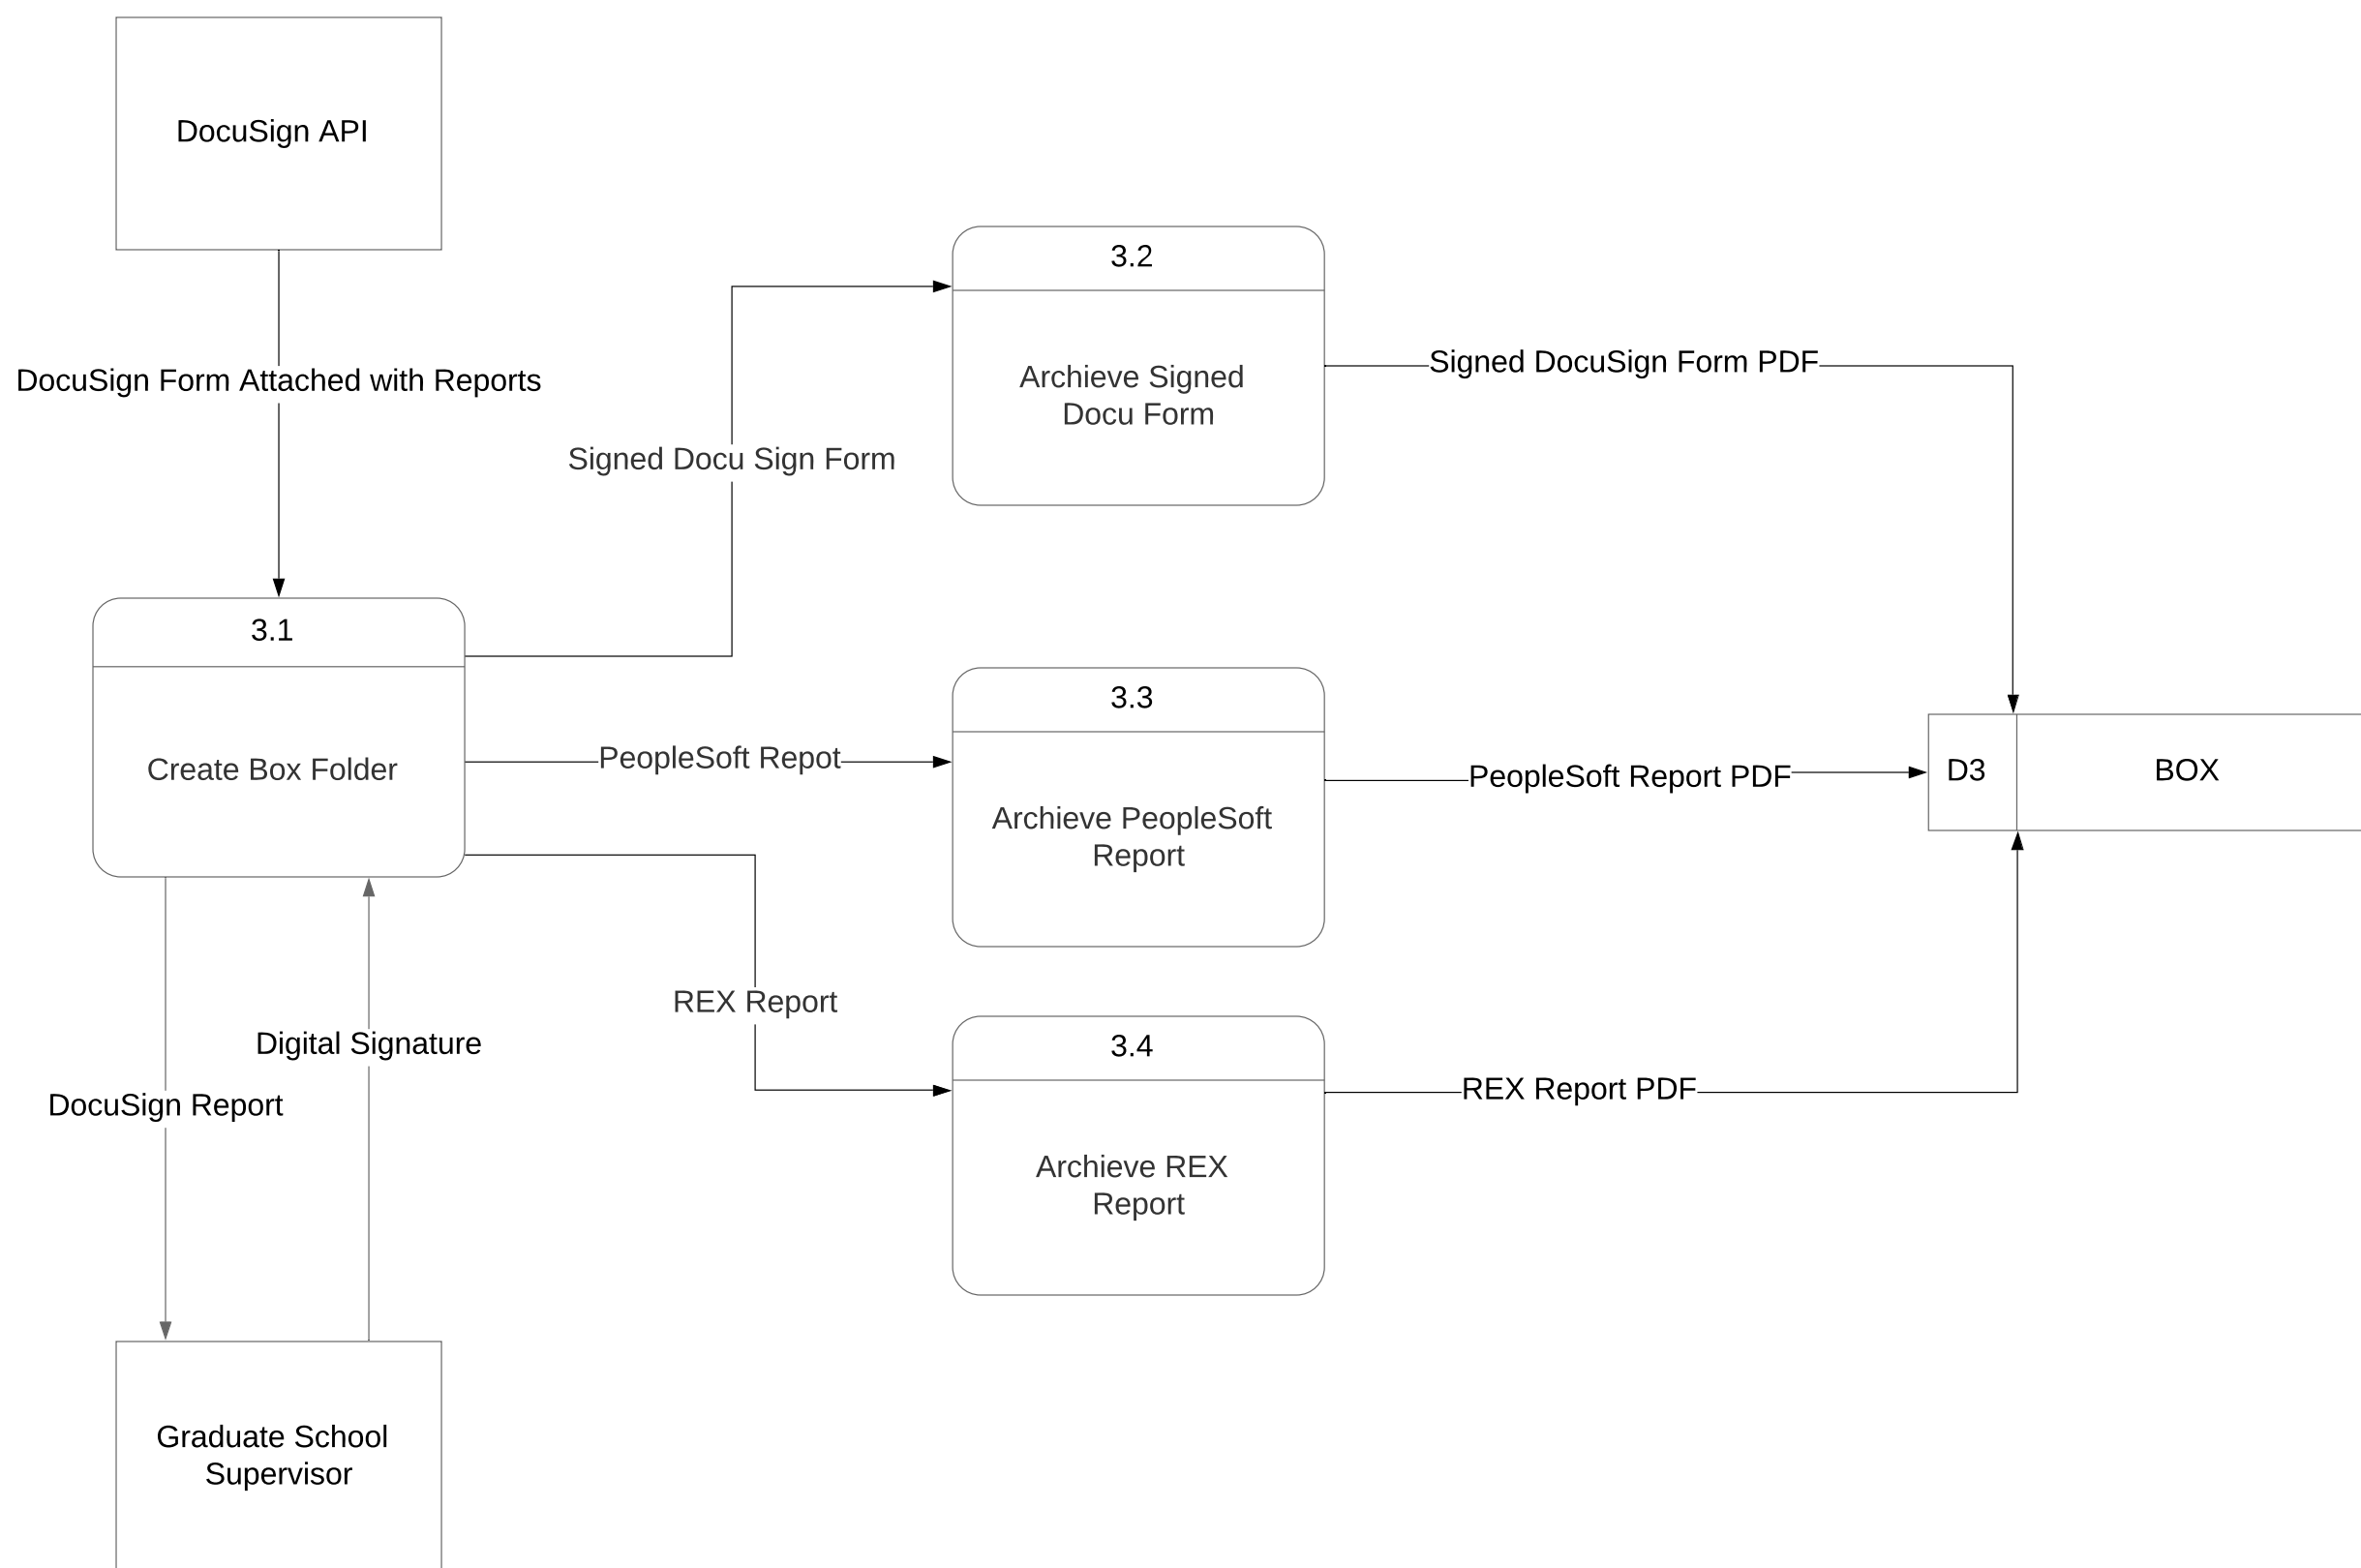 DocuSign API
DocuSign Form Attached with Reports
3.1
Create Box Folder
Signed Docu Sign Form
PeopleSoft Repot
REX Report
Digital Signature
DocuSign Report
Graduate School
Supervisor
3.2
Archieve Signed
Docu Form
3.3
Archieve PeopleSoft
Report
3.4
Archieve REX
Report
Signed DocuSign Form PDF
PeopleSoft Report PDF
REX Report PDF
D3
BOX